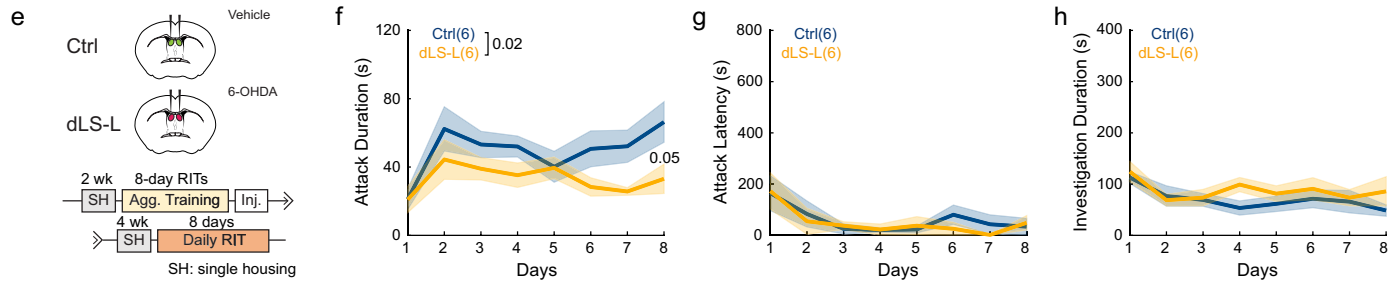 e
Vehicle
Ctrl
6-OHDA
dLS-L
2 wk 8-day RITs
SH Agg. Training Inj.
4 wk 8 days
SH Daily RIT
SH: single housing
f
Ctrl(6)
dLS-L(6)
0.02
0.05
Attack Duration (s)
120
80
40
0
1 2 3 4 5 6 7 8
Days
g
Ctrl(6)
dLS-L(6)
Attack Latency (s)
800
600
400
200
0
1 2 3 4 5 6 7 8
Days
h
Ctrl(6)
dLS-L(6)
Investigation Duration (s)
400
300
200
100
0
1 2 3 4 5 6 7 8
Days